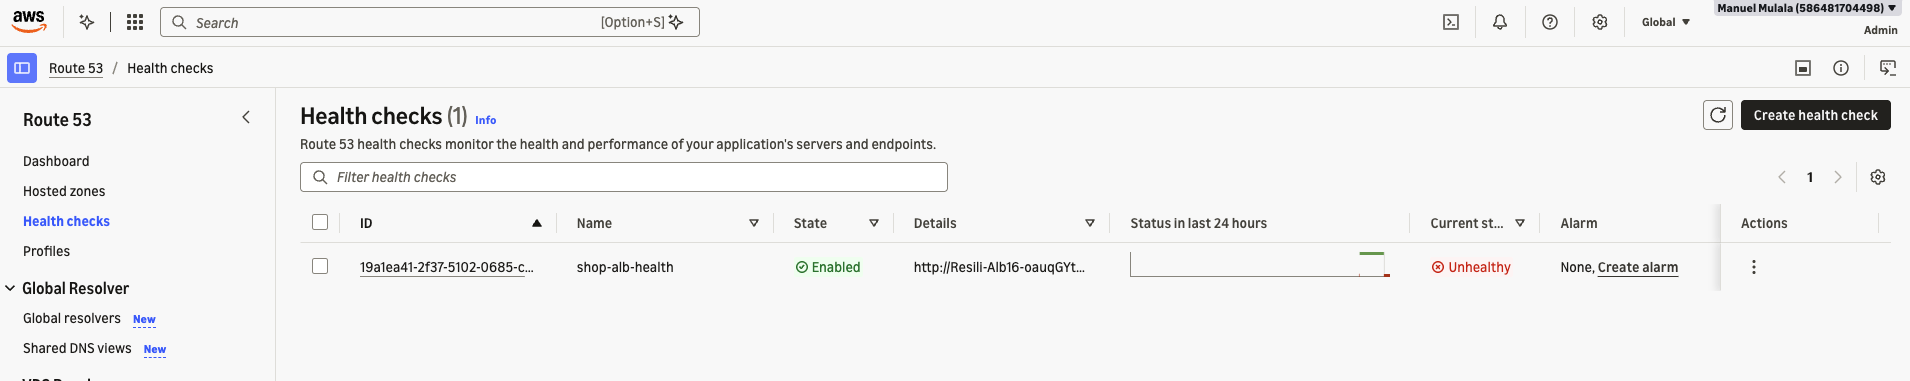 aws
Search
[Option+S]
Global
Manuel Mulala (586481704498)
Admin
Route 53 / Health checks
Route 53
Dashboard
Hosted zones
Health checks
Profiles
Global Resolver
Global resolvers New
Shared DNS views New
Health checks (1) Info
Create health check
Route 53 health checks monitor the health and performance of your application's servers and endpoints.
Filter health checks
1
ID Name State Details Status in last 24 hours Current st... Alarm Actions
19a1ea41-2f37-5102-0685-c... shop-alb-health Enabled http://Resili-Alb16-oauqGYt... Unhealthy None, Create alarm